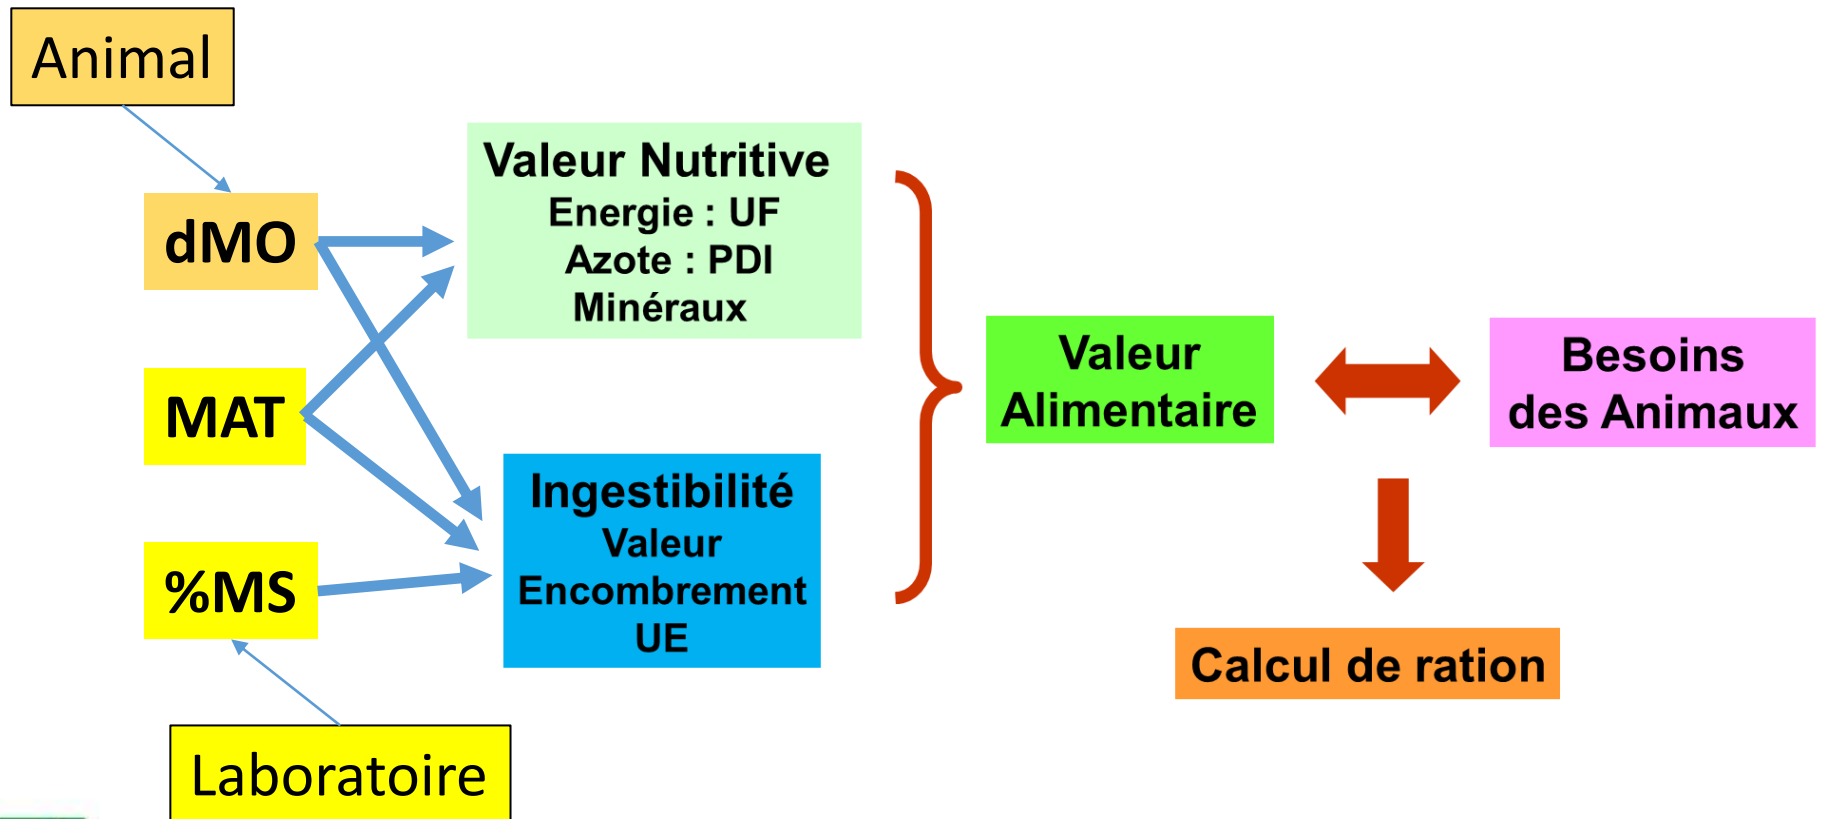 Animal
dMO
MAT
%MS
Laboratoire
Valeur Nutritive
Energie : UF
Azote : PDI
Minéraux
Ingestibilité
Valeur
Encombrement
UE
Valeur
Alimentaire
Besoins
des Animaux
Calcul de ration